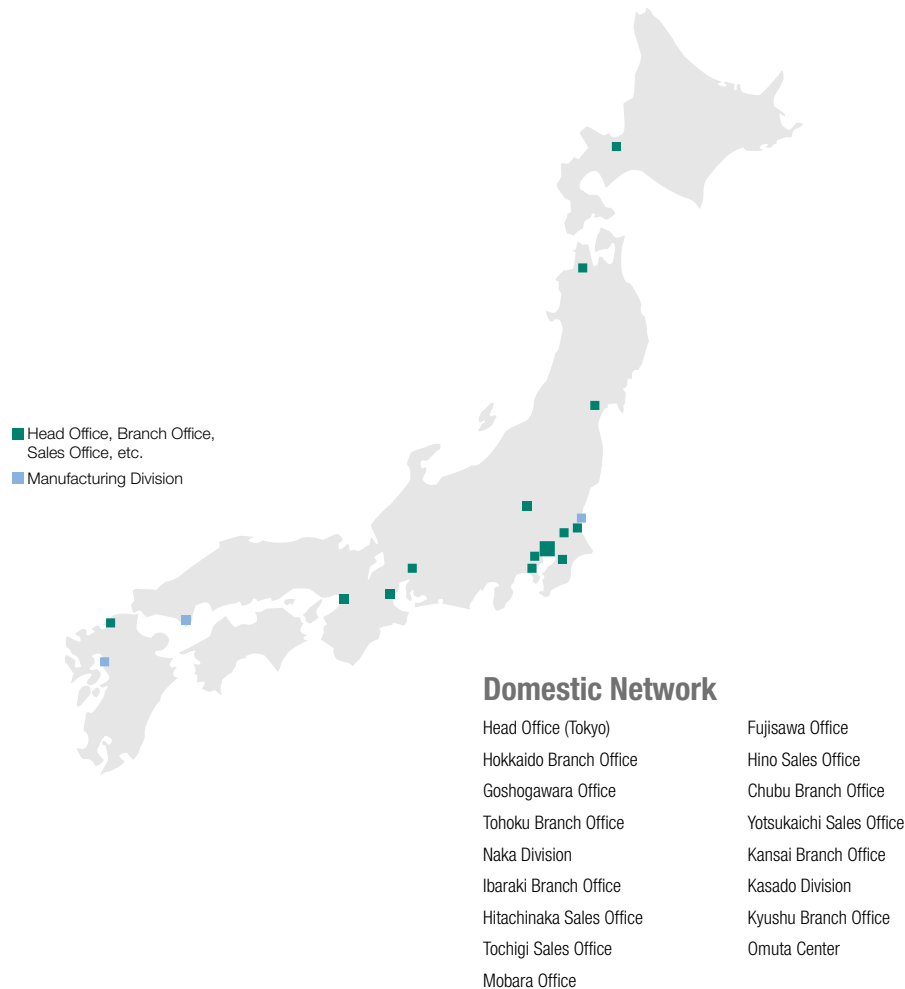 Head Office, Branch Office,
Sales Office, etc.
Manufacturing Division
Domestic Network
Head Office (Tokyo)
Hokkaido Branch Office
Goshogawara Office
Tohoku Branch Office
Naka Division
Ibaraki Branch Office
Hitachinaka Sales Office
Tochigi Sales Office
Mobara Office
Fujisawa Office
Hino Sales Office
Chubu Branch Office
Yotsukaichi Sales Office
Kansai Branch Office
Kasado Division
Kyushu Branch Office
Omuta Center